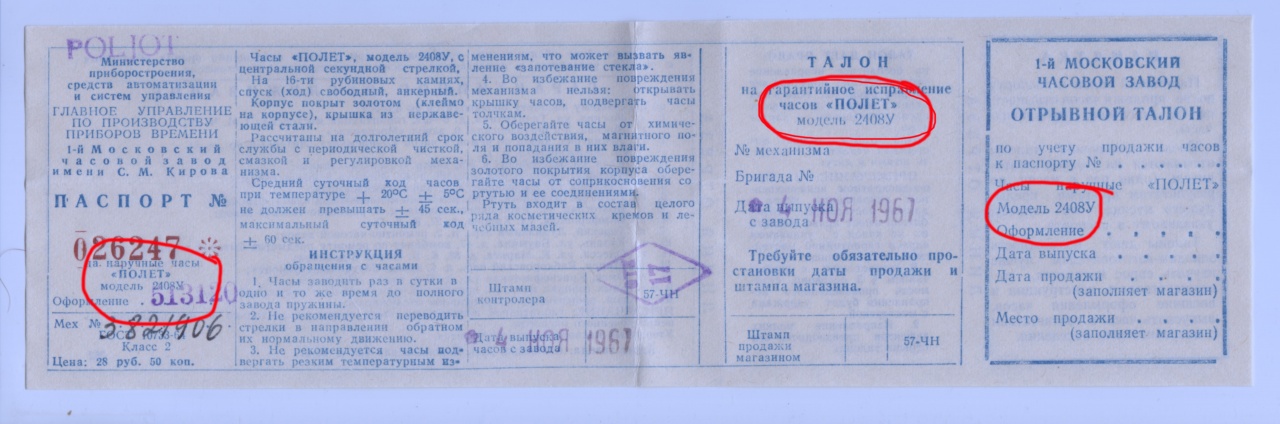 POLJOT
Министерство
приборостроения,
средств автоматизации
и систем управления
ГЛАВНОЕ УПРАВЛЕНИЕ
ПО ПРОИЗВОДСТВУ
ПРИБОРОВ ВРЕМЕНИ
1-й Московский
часовой завод
имени С. М. Кирова
ПАСПОРТ №
026247
на наручные часы
«ПОЛЕТ»
модель 2408У
Оформление 513120
Мех № 3821906
ГОСТ
Класс 2
Цена: 28 руб. 50 коп.
Часы «ПОЛЕТ», модель 2408У, с
центральной секундной стрелкой,
На 16-ти рубиновых камнях,
спуск (ход) свободный, анкерный.
Корпус покрыт золотом (клеймо
на корпусе), крышка из нержаве-
ющей стали.
Рассчитаны на долголетний срок
службы с периодической чисткой,
смазкой и регулировкой меха-
низма.
Средний суточный ход часов
при температуре + 20°С ± 5°С
не должен превышать ± 45 сек.,
максимальный суточный ход
± 60 сек.
ИНСТРУКЦИЯ
обращения с часами
1. Часы заводить раз в сутки в
одно и то же время до полного
завода пружины.
2. Не рекомендуется переводить
стрелки в направлении обратном
их нормальному движению.
3. Не рекомендуется часы под-
вергать резким температурным из-
менениям, что может вызвать яв-
ление «запотевание стекла».
4. Во избежание повреждения
механизма нельзя: открывать
крышку часов, подвергать часы
толчкам.
5. Оберегайте часы от химичес-
кого воздействия, магнитного по-
ля и попадания в них влаги.
6. Во избежание повреждения
золотого покрытия корпуса обере-
гайте часы от соприкосновения со
ртутью и ее соединениями.
Ртуть входит в состав целого
ряда косметических кремов и ле-
чебных мазей.
Штамп
контролера
17
57-ЧН
Дата выпуска
часов с завода
4 НОЯ 1967
ТАЛОН
на гарантийное исправление
часов «ПОЛЕТ»
модель 2408У
№ механизма
Бригада №
Дата выпуска
с завода
4 НОЯ 1967
Требуйте обязательно про-
становки даты продажи и
штампа магазина.
Штамп
продажи
магазином
57-ЧН
1-й МОСКОВСКИЙ
ЧАСОВОЙ ЗАВОД
ОТРЫВНОЙ ТАЛОН
по учету продажи часов
к паспорту № . . . . . .
Часы наручные «ПОЛЕТ»
Модель 2408У
Оформление . . . . .
Дата выпуска . . . . .
Дата продажи . . . .
(заполняет магазин)
Место продажи . . . .
(заполняет магазин)